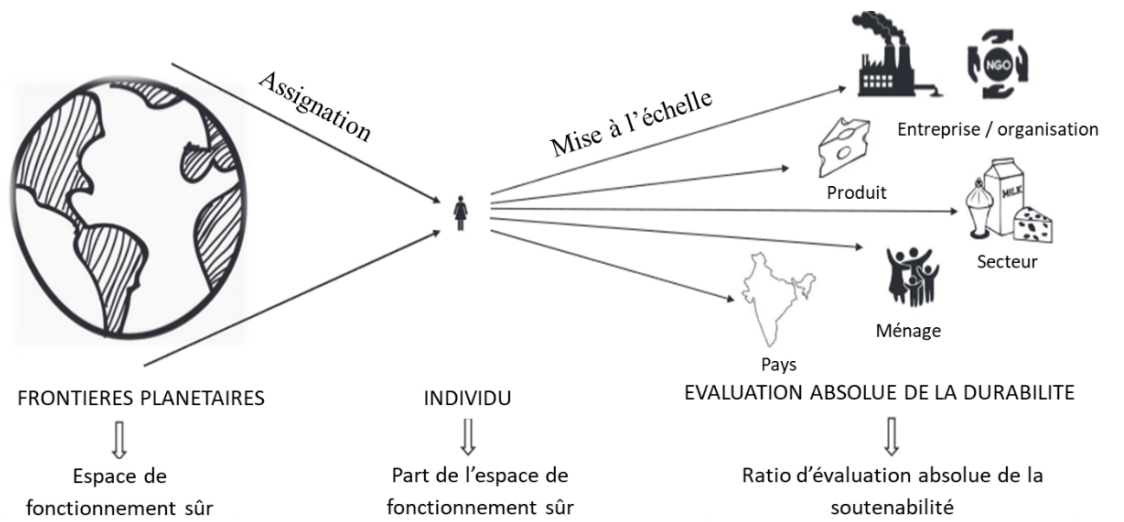 Assignation
Mise à l'échelle
NGO
Entreprise / organisation
Produit
MILK
Secteur
Ménage
Pays
FRONTIERES PLANETAIRES
INDIVIDU
EVALUATION ABSOLUE DE LA DURABILITE
Espace de
fonctionnement sûr
Part de l'espace de
fonctionnement sûr
Ratio d'évaluation absolue de la
soutenabilité